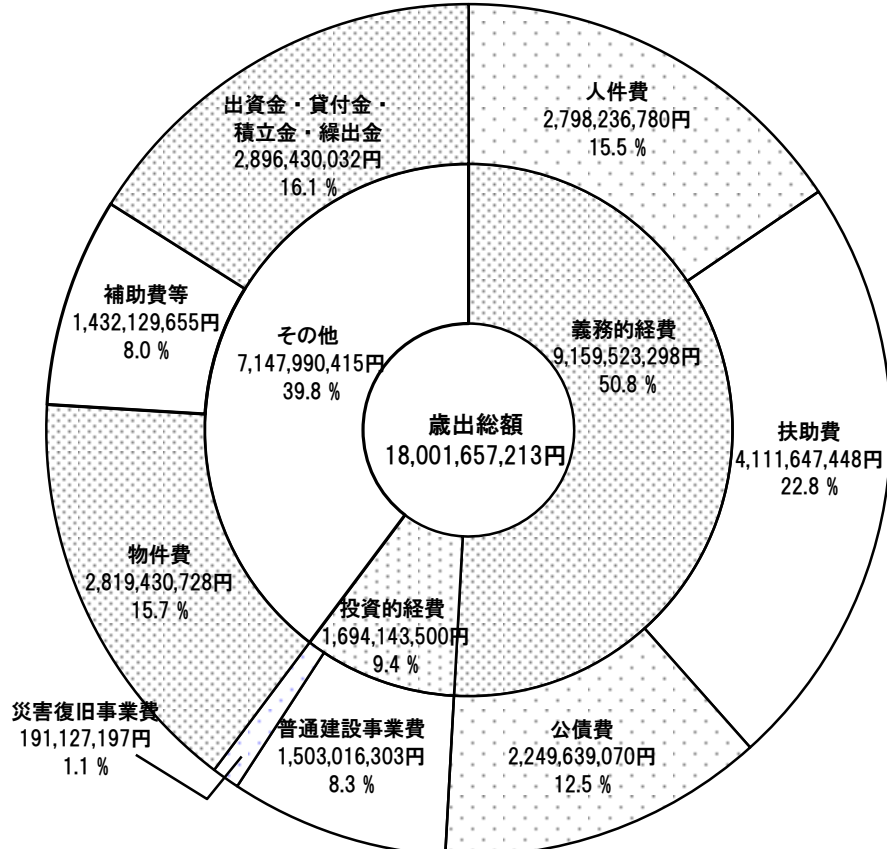 歳出総額
18,001,657,213円
義務的経費
9,159,523,298円
50.8 %
投資的経費
1,694,143,500円
9.4 %
その他
7,147,990,415円
39.8 %
人件費
2,798,236,780円
15.5 %
扶助費
4,111,647,448円
22.8 %
公債費
2,249,639,070円
12.5 %
普通建設事業費
1,503,016,303円
8.3 %
災害復旧事業費
191,127,197円
1.1 %
物件費
2,819,430,728円
15.7 %
補助費等
1,432,129,655円
8.0 %
出資金・貸付金・
積立金・繰出金
2,896,430,032円
16.1 %